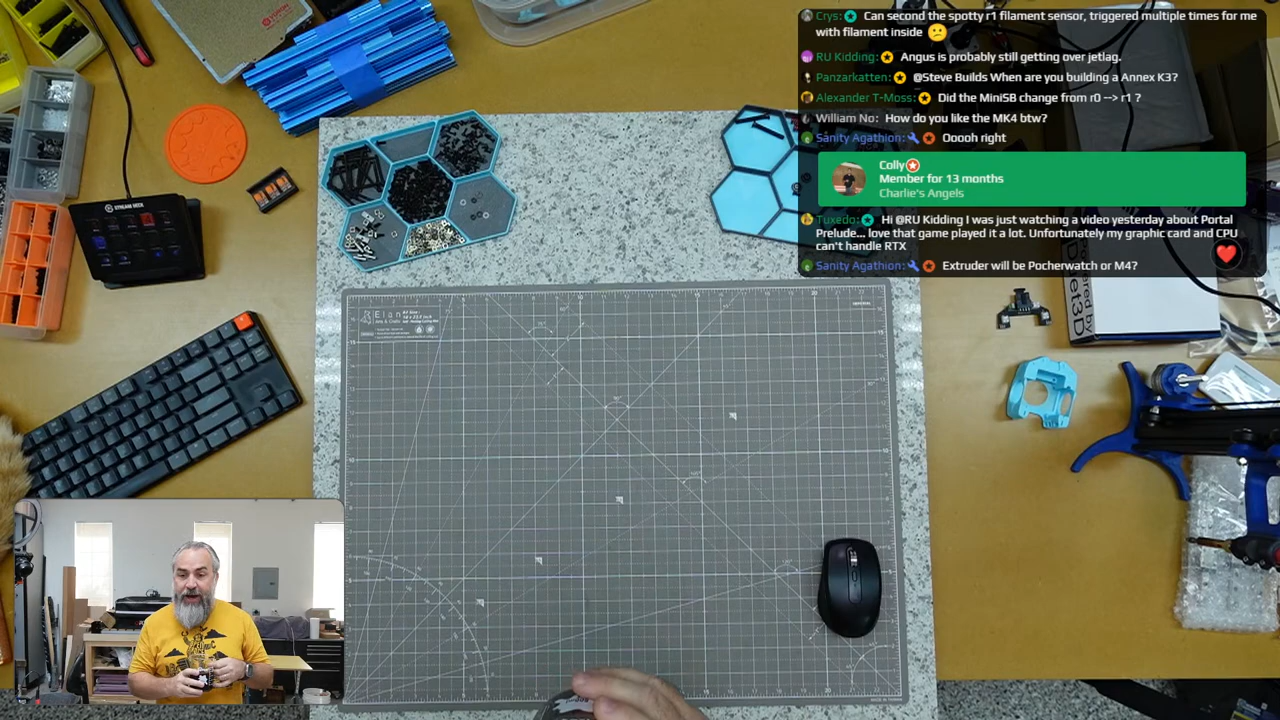 Crys: Can second the spotty r1 filament sensor, triggered multiple times for me
with filament inside
RU Kidding: Angus is probably still getting over jetlag.
Panzarkatten: @Steve Builds When are you building a Annex K3?
Alexander T-Moss: Did the MiniSB change from r0 --> r1 ?
William No: How do you like the MK4 btw?
Sanity Agathion: Ooooh right
Colly
Member for 13 months
Charlie's Angels
Tuxedo: Hi @RU Kidding I was just watching a video yesterday about Portal
Prelude... love that game played it a lot. Unfortunately my graphic card and CPU
can't handle RTX
Sanity Agathion: Extruder will be Pocherwatch or M4?
STREAM DECK
Elan
Duet3D